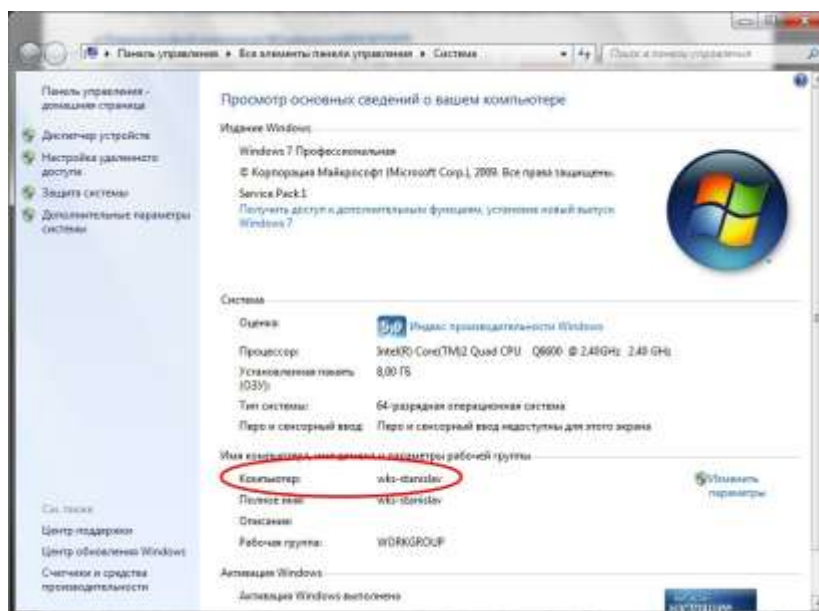 Панель управления ▸ Все элементы панели управления ▸ Система
Поиск в панели управления
Панель управления -
домашняя страница
Диспетчер устройств
Настройка удаленного
доступа
Защита системы
Дополнительные параметры
системы
Просмотр основных сведений о вашем компьютере
Издание Windows
Windows 7 Профессиональная
© Корпорация Майкрософт (Microsoft Corp.), 2009. Все права защищены.
Service Pack 1
Получить доступ к дополнительным функциям, установив новый выпуск
Windows 7
Система
Оценка:
Индекс производительности Windows
Процессор: Intel(R) Core(TM)2 Quad CPU Q6600 @ 2.40GHz 2.40 GHz
Установленная память 8,00 ГБ
(ОЗУ):
Тип системы: 64-разрядная операционная система
Перо и сенсорный ввод: Перо и сенсорный ввод недоступны для этого экрана
Имя компьютера, имя домена и параметры рабочей группы
Компьютер: wks-stanislav
Изменить
параметры
Полное имя: wks-stanislav
Описание:
Рабочая группа: WORKGROUP
Активация Windows
Активация Windows выполнена
См. также
Центр поддержки
Центр обновления Windows
Счетчики и средства
производительности